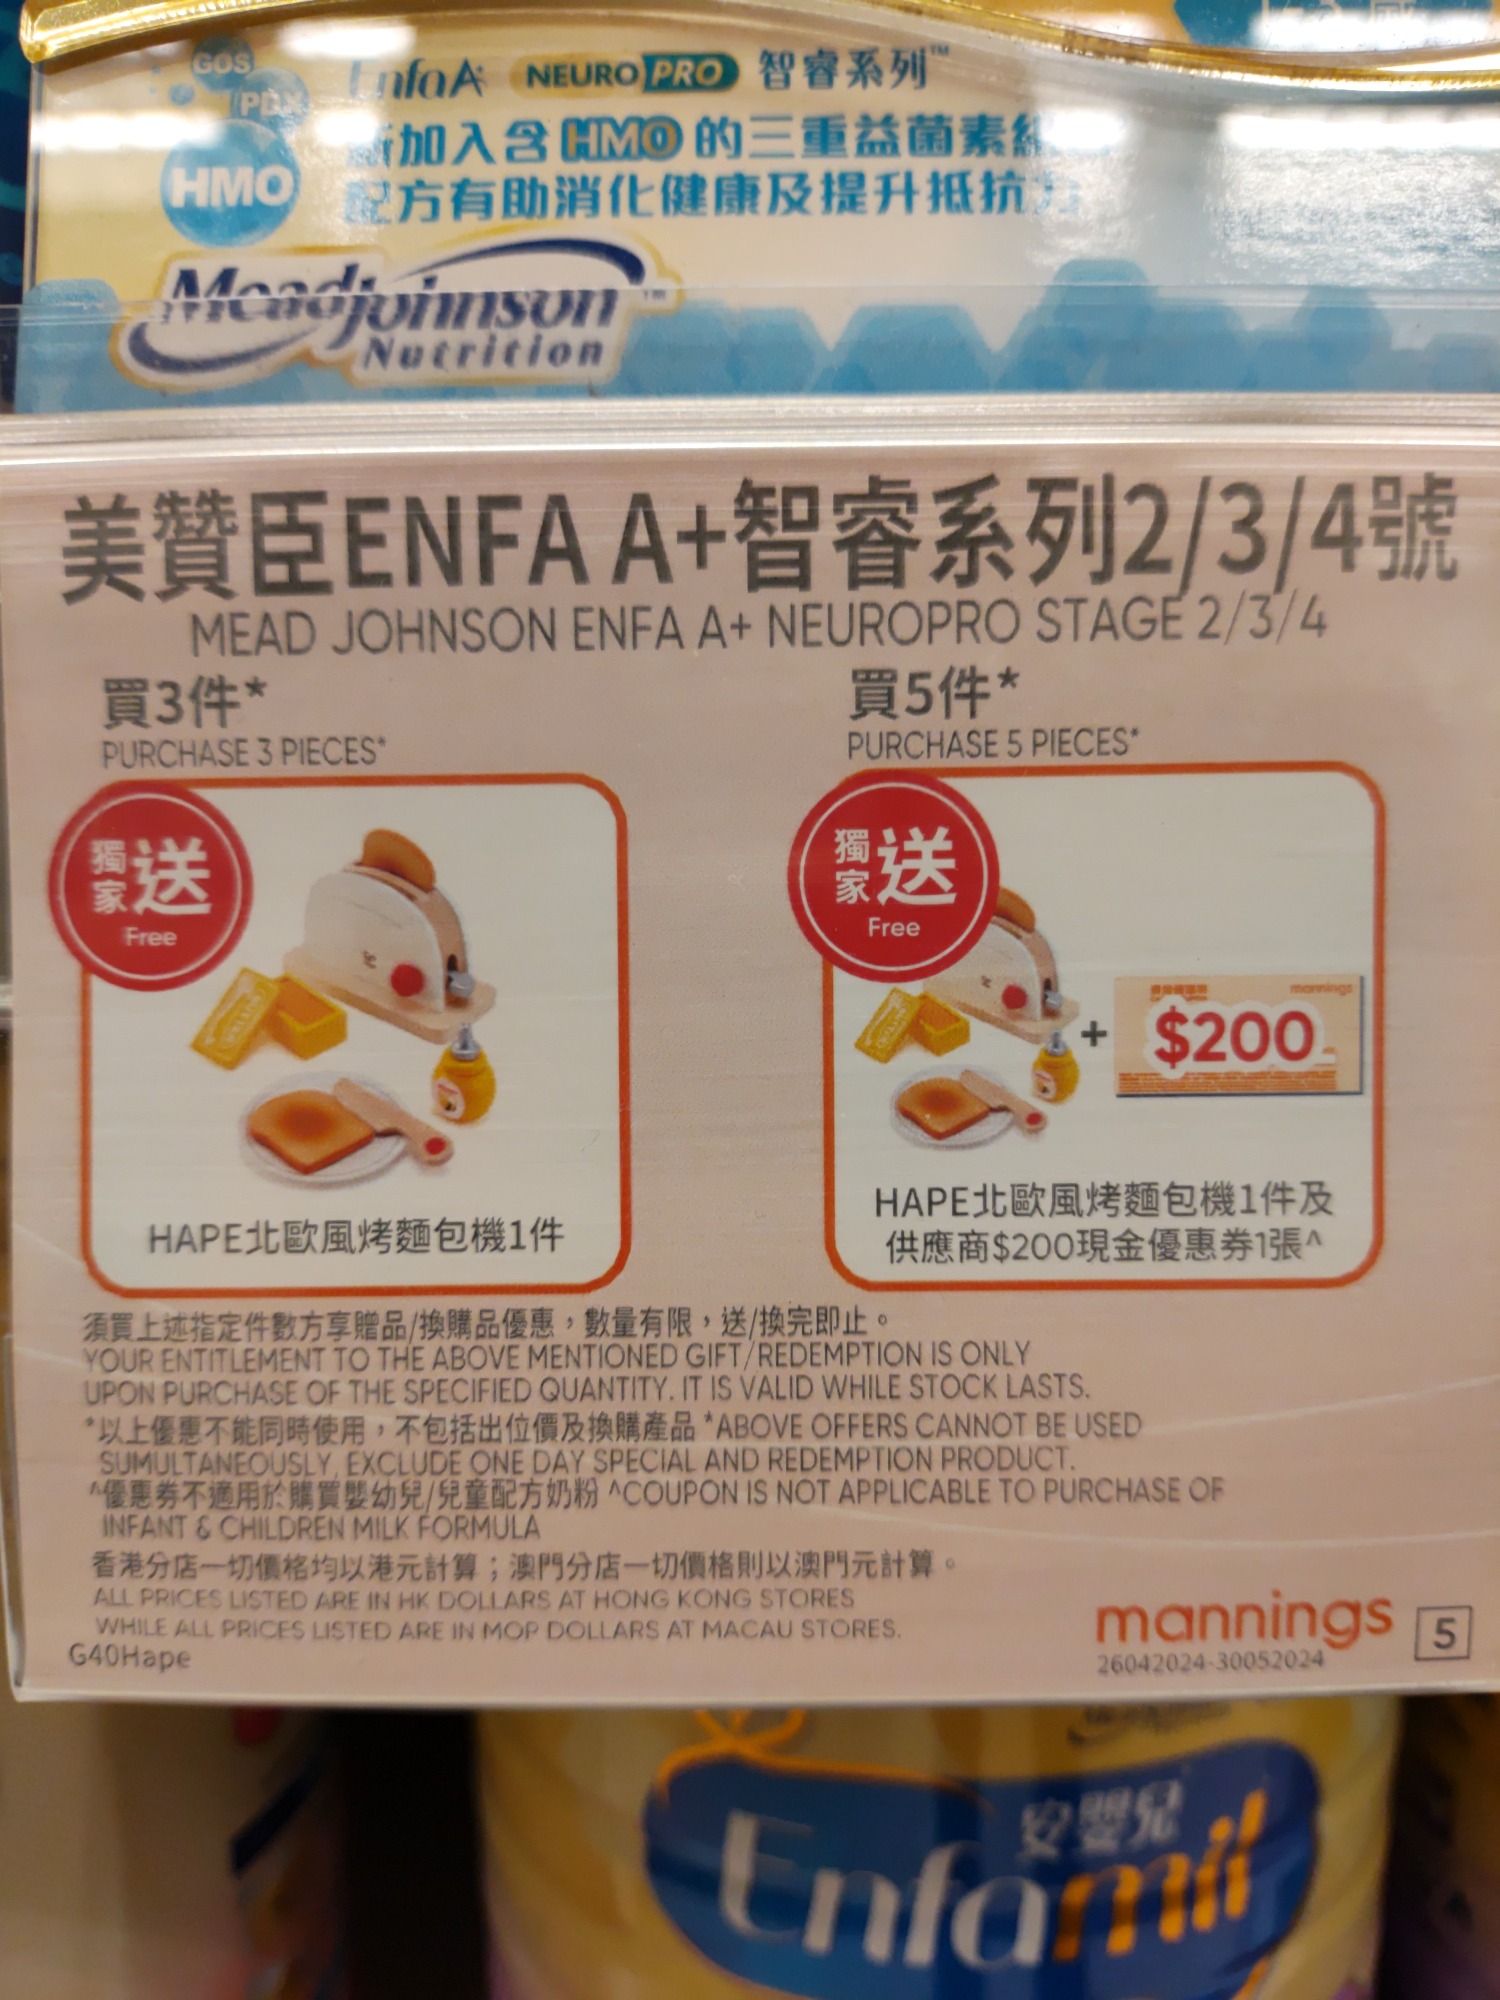 GOS
PDX
HMO
EnfaA+ NEUROPRO 智睿系列™
新加入含HMO的三重益菌素組合
配方有助消化健康及提升抵抗力
MeadJohnson™
Nutrition
美贊臣ENFA A+智睿系列2/3/4號
MEAD JOHNSON ENFA A+ NEUROPRO STAGE 2/3/4
買3件*
PURCHASE 3 PIECES*
獨家送
Free
HAPE北歐風烤麵包機1件
買5件*
PURCHASE 5 PIECES*
獨家送
Free
+
mannings
$200
HAPE北歐風烤麵包機1件及
供應商$200現金優惠券1張^
須買上述指定件數方享贈品/換購品優惠，數量有限，送/換完即止。
YOUR ENTITLEMENT TO THE ABOVE MENTIONED GIFT/REDEMPTION IS ONLY
UPON PURCHASE OF THE SPECIFIED QUANTITY. IT IS VALID WHILE STOCK LASTS.
*以上優惠不能同時使用，不包括出位價及換購產品 *ABOVE OFFERS CANNOT BE USED
SUMULTANEOUSLY, EXCLUDE ONE DAY SPECIAL AND REDEMPTION PRODUCT.
^優惠券不適用於購買嬰幼兒/兒童配方奶粉 ^COUPON IS NOT APPLICABLE TO PURCHASE OF
INFANT & CHILDREN MILK FORMULA
香港分店一切價格均以港元計算；澳門分店一切價格則以澳門元計算。
ALL PRICES LISTED ARE IN HK DOLLARS AT HONG KONG STORES
WHILE ALL PRICES LISTED ARE IN MOP DOLLARS AT MACAU STORES.
G40Hape
mannings
26042024-30052024
5
安嬰兒
Enfamil